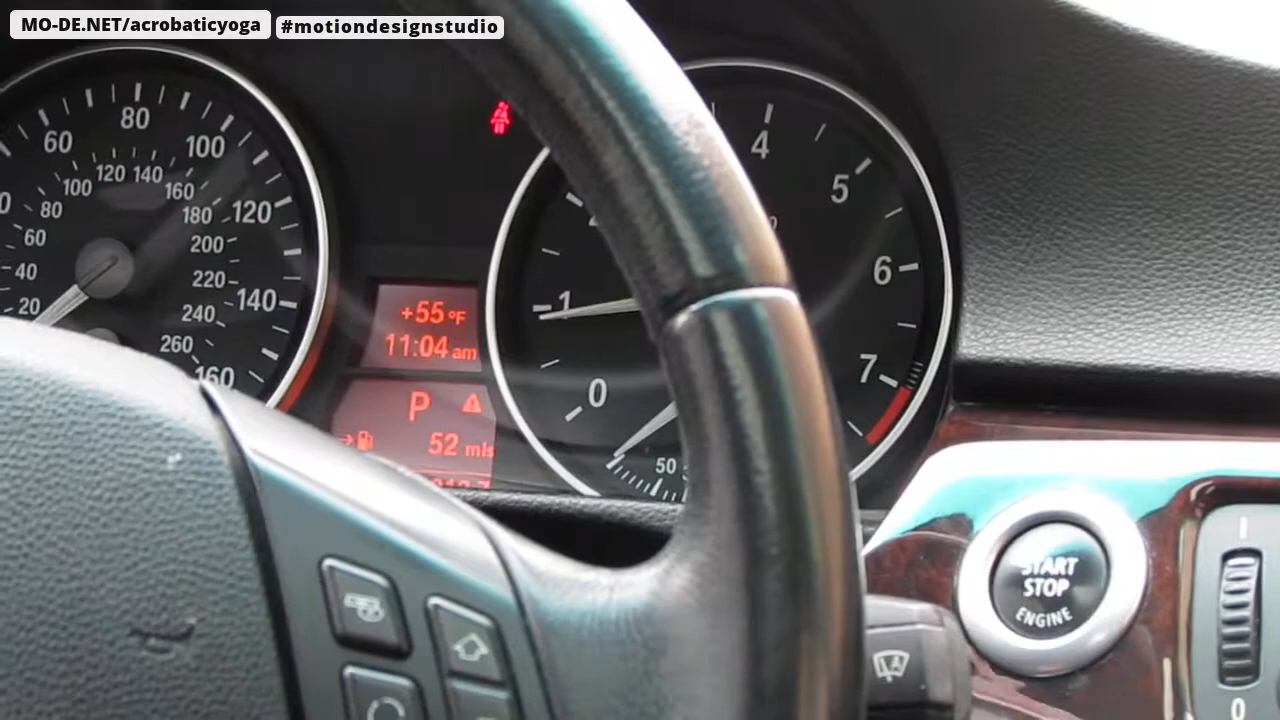 MO-DE.NET/acrobaticyoga
#motiondesignstudio
60
80
100
120
140
160
20
40
60
80
100
120
140
160
180
200
220
240
260
+55°F
11:04 am
P
52 mls
0
1
4
5
6
7
50
START
STOP
ENGINE
A
I
0